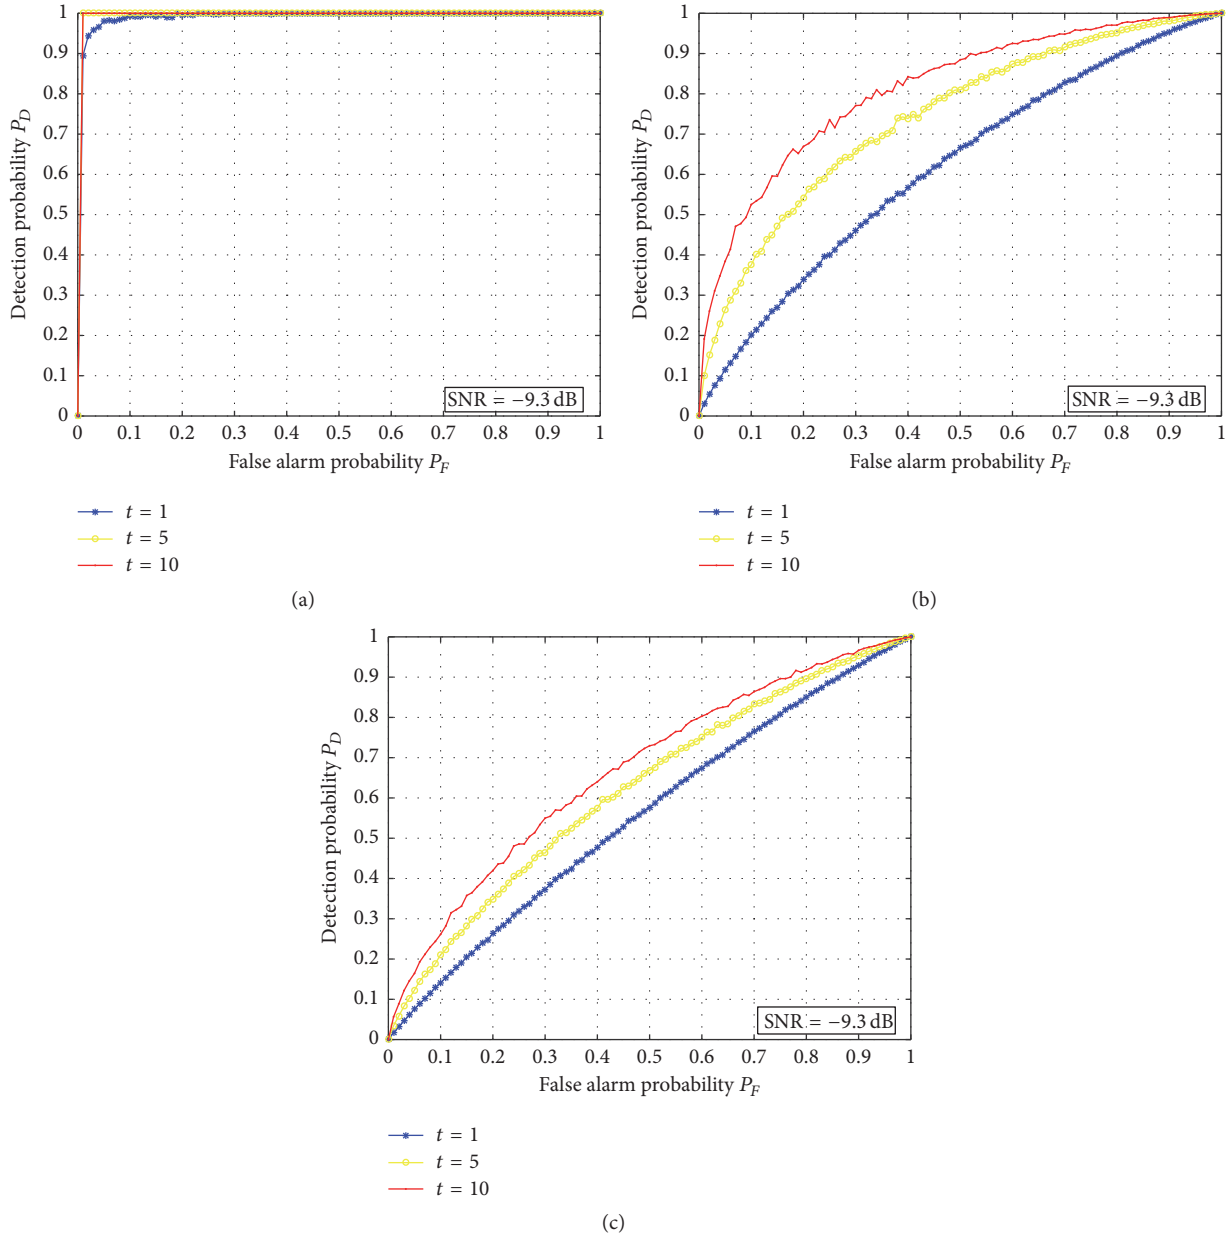 1
0.9
0.8
0.7
0.6
0.5
0.4
0.3
0.2
0.1
0
Detection probability P_D
SNR = −9.3 dB
0 0.1 0.2 0.3 0.4 0.5 0.6 0.7 0.8 0.9 1
False alarm probability P_F
t = 1
t = 5
t = 10
(a)
1
0.9
0.8
0.7
0.6
0.5
0.4
0.3
0.2
0.1
0
Detection probability P_D
SNR = −9.3 dB
0 0.1 0.2 0.3 0.4 0.5 0.6 0.7 0.8 0.9 1
False alarm probability P_F
t = 1
t = 5
t = 10
(b)
1
0.9
0.8
0.7
0.6
0.5
0.4
0.3
0.2
0.1
0
Detection probability P_D
SNR = −9.3 dB
0 0.1 0.2 0.3 0.4 0.5 0.6 0.7 0.8 0.9 1
False alarm probability P_F
t = 1
t = 5
t = 10
(c)